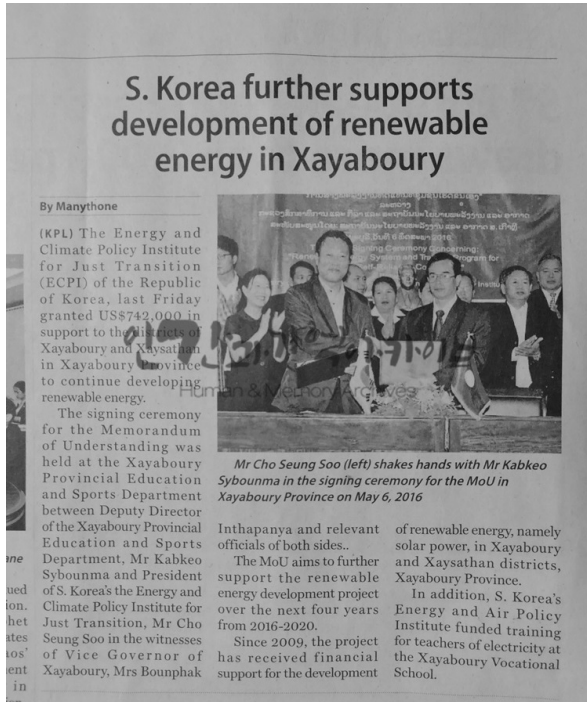 S. Korea further supports
development of renewable
energy in Xayaboury
By Manythone
(KPL) The Energy and
Climate Policy Institute
for Just Transition
(ECPI) of the Republic
of Korea, last Friday
granted US$742,000 in
support to the districts of
Xayaboury and Xaysathan
in Xayaboury Province
to continue developing
renewable energy.
The signing ceremony
for the Memorandum
of Understanding was
held at the Xayaboury
Provincial Education
and Sports Department
between Deputy Director
of the Xayaboury Provincial
Education and Sports
Department, Mr Kabkeo
Sybounma and President
of S. Korea's the Energy and
Climate Policy Institute for
Just Transition, Mr Cho
Seung Soo in the witnesses
of Vice Governor of
Xayaboury, Mrs Bounphak
Mr Cho Seung Soo (left) shakes hands with Mr Kabkeo
Sybounma in the signing ceremony for the MoU in
Xayaboury Province on May 6, 2016
Inthapanya and relevant
officials of both sides..
The MoU aims to further
support the renewable
energy development project
over the next four years
from 2016-2020.
Since 2009, the project
has received financial
support for the development
of renewable energy, namely
solar power, in Xayaboury
and Xaysathan districts,
Xayaboury Province.
In addition, S. Korea's
Energy and Air Policy
Institute funded training
for teachers of electricity at
the Xayaboury Vocational
School.
Human & Memory Archives